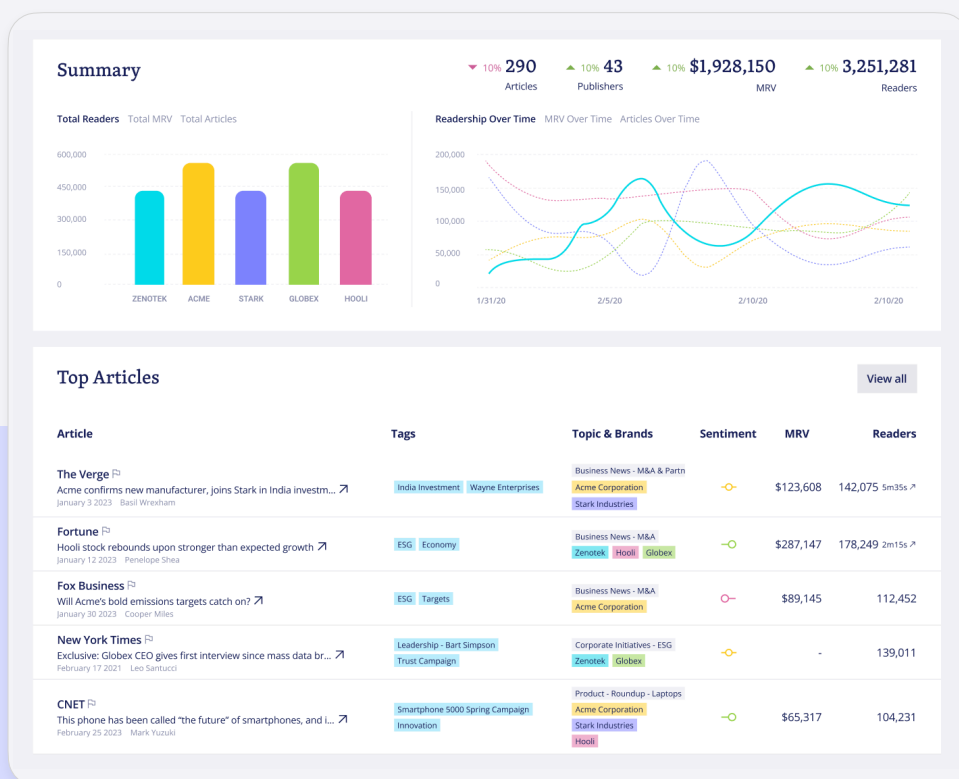 Summary
10% 290
Articles
10% 43
Publishers
10% $1,928,150
MRV
10% 3,251,281
Readers
Total Readers Total MRV Total Articles
600,000
450,000
300,000
150,000
0
ZENOTEK ACME STARK GLOBEX HOOLI
Readership Over Time MRV Over Time Articles Over Time
200,000
150,000
100,000
50,000
0
1/31/20 2/5/20 2/10/20 2/10/20
Top Articles
View all
Article Tags Topic & Brands Sentiment MRV Readers
The Verge
Acme confirms new manufacturer, joins Stark in India investm...
January 3 2023 Basil Wrexham
India Investment Wayne Enterprises
Business News - M&A & Partn
Acme Corporation
Stark Industries
$123,608 142,075 5m35s
Fortune
Hooli stock rebounds upon stronger than expected growth
January 12 2023 Penelope Shea
ESG Economy
Business News - M&A
Zenotek Hooli Globex
$287,147 178,249 2m15s
Fox Business
Will Acme's bold emissions targets catch on?
January 30 2023 Cooper Miles
ESG Targets
Business News - M&A
Acme Corporation
$89,145 112,452
New York Times
Exclusive: Globex CEO gives first interview since mass data br...
February 17 2021 Leo Santucci
Leadership - Bart Simpson
Trust Campaign
Corporate Initiatives - ESG
Zenotek Globex
- 139,011
CNET
This phone has been called “the future” of smartphones, and i...
February 25 2023 Mark Yuzuki
Smartphone 5000 Spring Campaign
Innovation
Product - Roundup - Laptops
Acme Corporation
Stark Industries
Hooli
$65,317 104,231